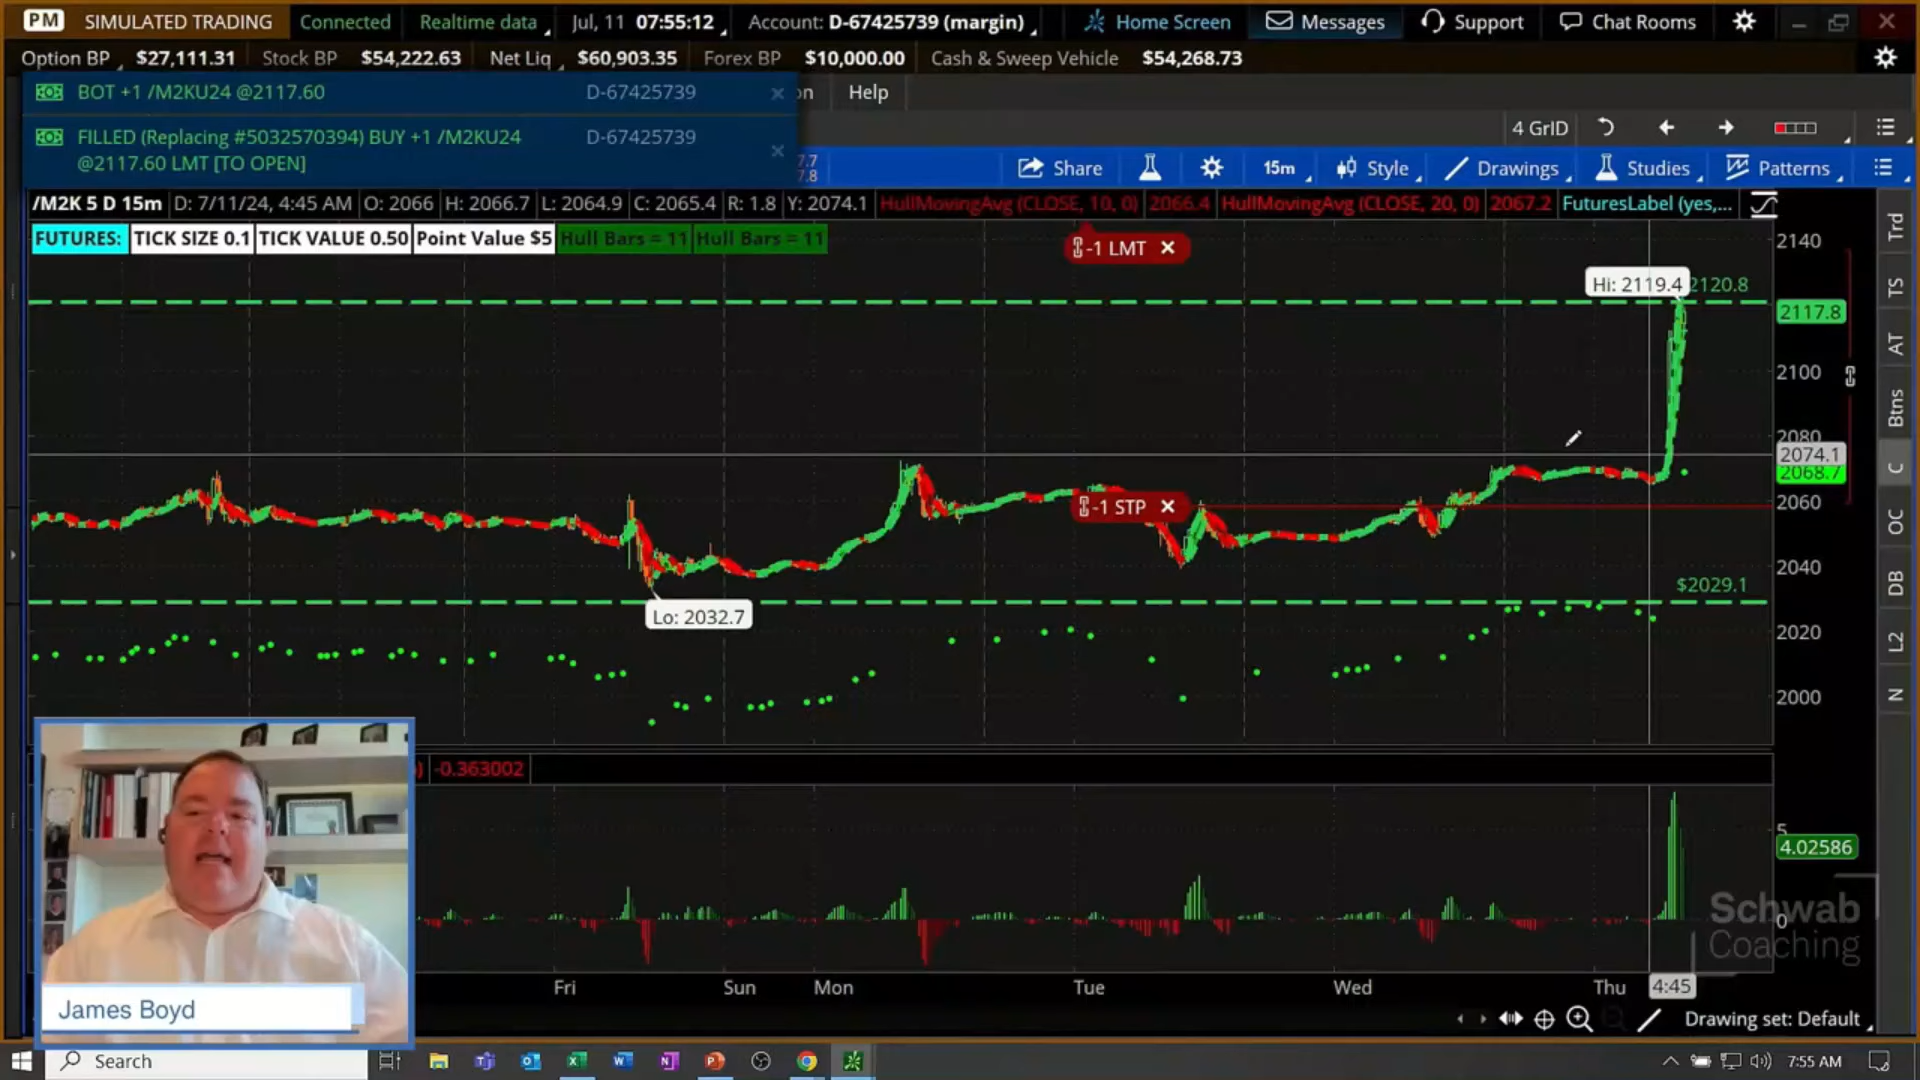 PM SIMULATED TRADING Connected Realtime data Jul, 11 07:55:12 Account: D-67425739 (margin) Home Screen Messages Support Chat Rooms
Option BP $27,111.31 Stock BP $54,222.63 Net Liq $60,903.35 Forex BP $10,000.00 Cash & Sweep Vehicle $54,268.73
BOT +1 /M2KU24 @2117.60 D-67425739 on Help
FILLED (Replacing #5032570394) BUY +1 /M2KU24 D-67425739
@2117.60 LMT [TO OPEN]
4 GrID
Share 15m Style Drawings Studies Patterns
/M2K 5 D 15m D: 7/11/24, 4:45 AM O: 2066 H: 2066.7 L: 2064.9 C: 2065.4 R: 1.8 Y: 2074.1 HullMovingAvg (CLOSE, 10, 0) 2066.4 HullMovingAvg (CLOSE, 20, 0) 2067.2 FuturesLabel (yes,...
FUTURES: TICK SIZE 0.1 TICK VALUE 0.50 Point Value $5 Hull Bars = 11 Hull Bars = 11
-1 LMT
2140
Hi: 2119.4 2120.8
2117.8
2100
2080
2074.1
2068.7
2060
-1 STP
2040
$2029.1
Lo: 2032.7
2020
2000
-0.363002
5
4.02586
0
Schwab
Coaching
Fri Sun Mon Tue Wed Thu 4:45
Drawing set: Default
Trd
TS
AT
Btns
C
OC
DB
L2
N
James Boyd
Search
7:55 AM